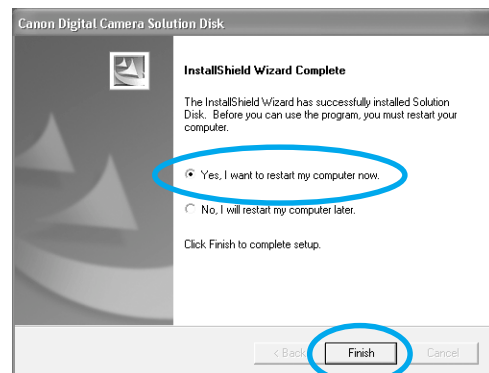 Canon Digital Camera Solution Disk
InstallShield Wizard Complete
The InstallShield Wizard has successfully installed Solution
Disk. Before you can use the program, you must restart your
computer.
Yes, I want to restart my computer now.
No, I will restart my computer later.
Click Finish to complete setup.
< Back Finish Cancel